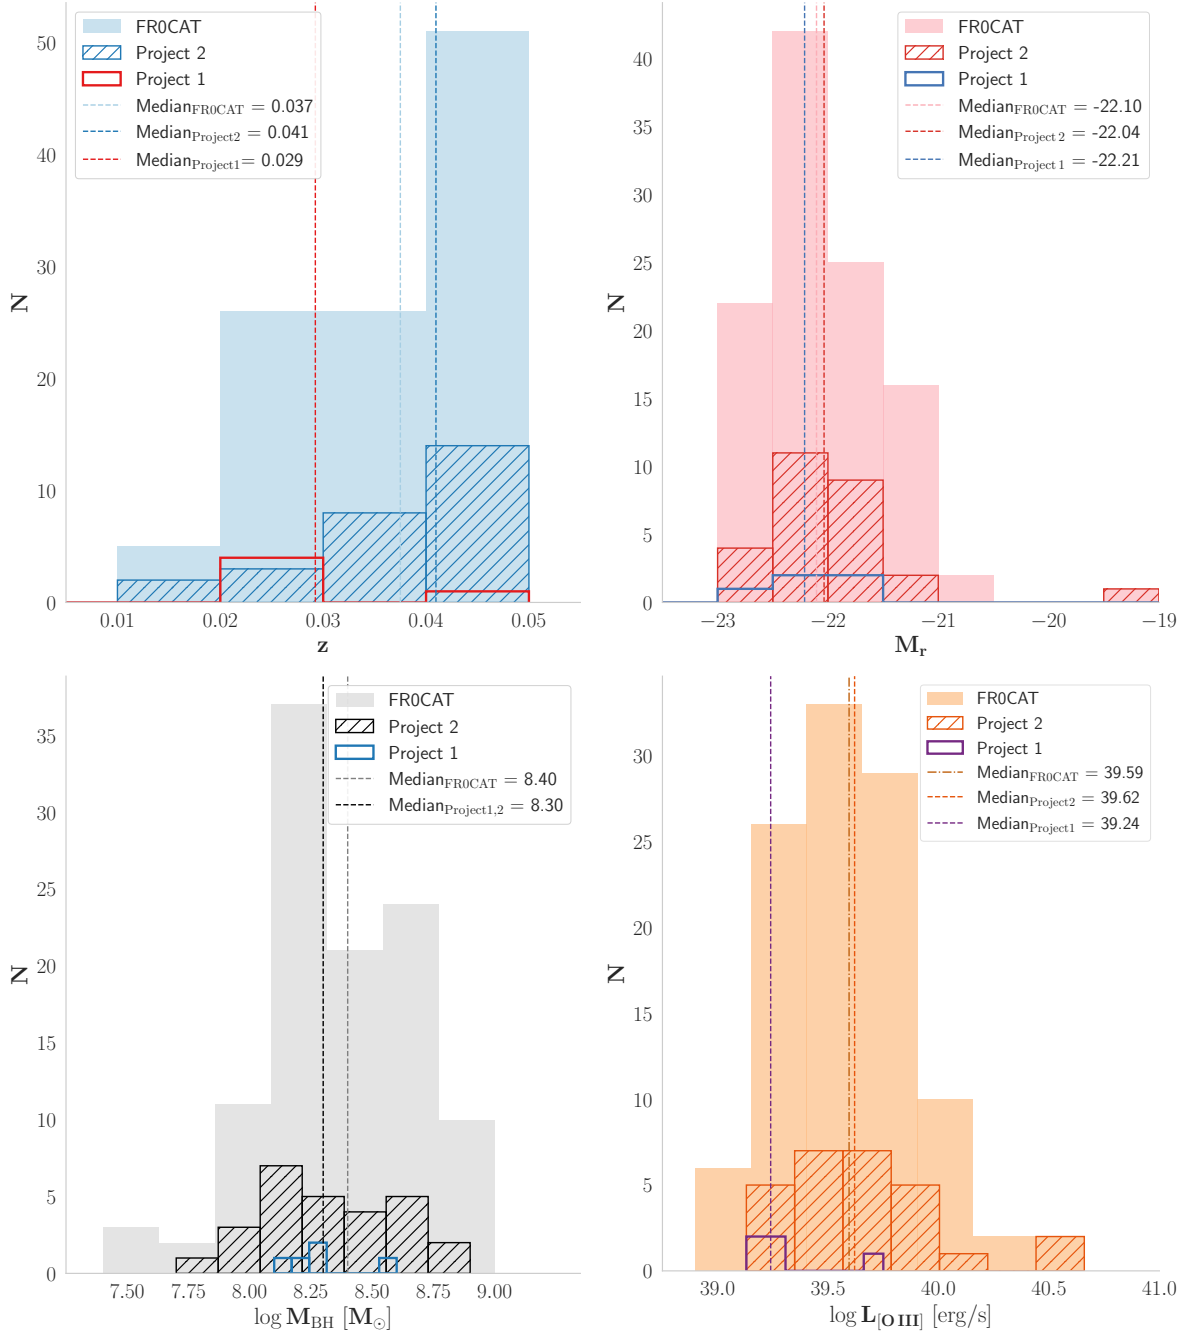 FR0CAT
Project 2
Project 1
Median_FR0CAT = 0.037
Median_Project2 = 0.041
Median_Project1= 0.029
50
40
30
20
10
0
N
0.01 0.02 0.03 0.04 0.05
z
FR0CAT
Project 2
Project 1
Median_FR0CAT = -22.10
Median_Project 2 = -22.04
Median_Project 1 = -22.21
40
35
30
25
20
15
10
5
0
N
−23 −22 −21 −20 −19
M_r
FR0CAT
Project 2
Project 1
Median_FR0CAT = 8.40
Median_Project1,2 = 8.30
35
30
25
20
15
10
5
0
N
7.50 7.75 8.00 8.25 8.50 8.75 9.00
log M_BH [M_⊙]
FR0CAT
Project 2
Project 1
Median_FR0CAT = 39.59
Median_Project2 = 39.62
Median_Project1 = 39.24
30
25
20
15
10
5
0
N
39.0 39.5 40.0 40.5 41.0
log L_[O III] [erg/s]